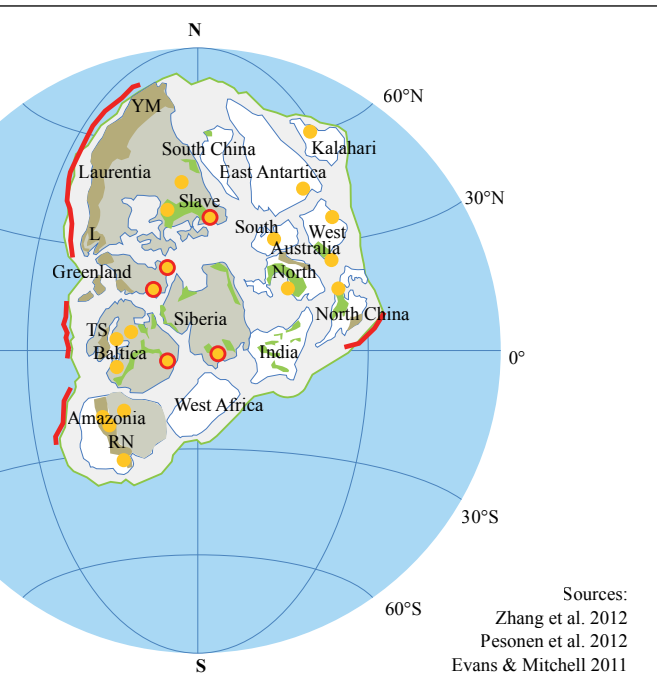 N
60°N
YM
South China
Kalahari
Laurentia
East Antartica
Slave
30°N
South
West
Australia
L
Greenland
North
Siberia
North China
TS
Baltica
India
0°
West Africa
Amazonia
RN
30°S
60°S
S
Sources:
Zhang et al. 2012
Pesonen et al. 2012
Evans & Mitchell 2011